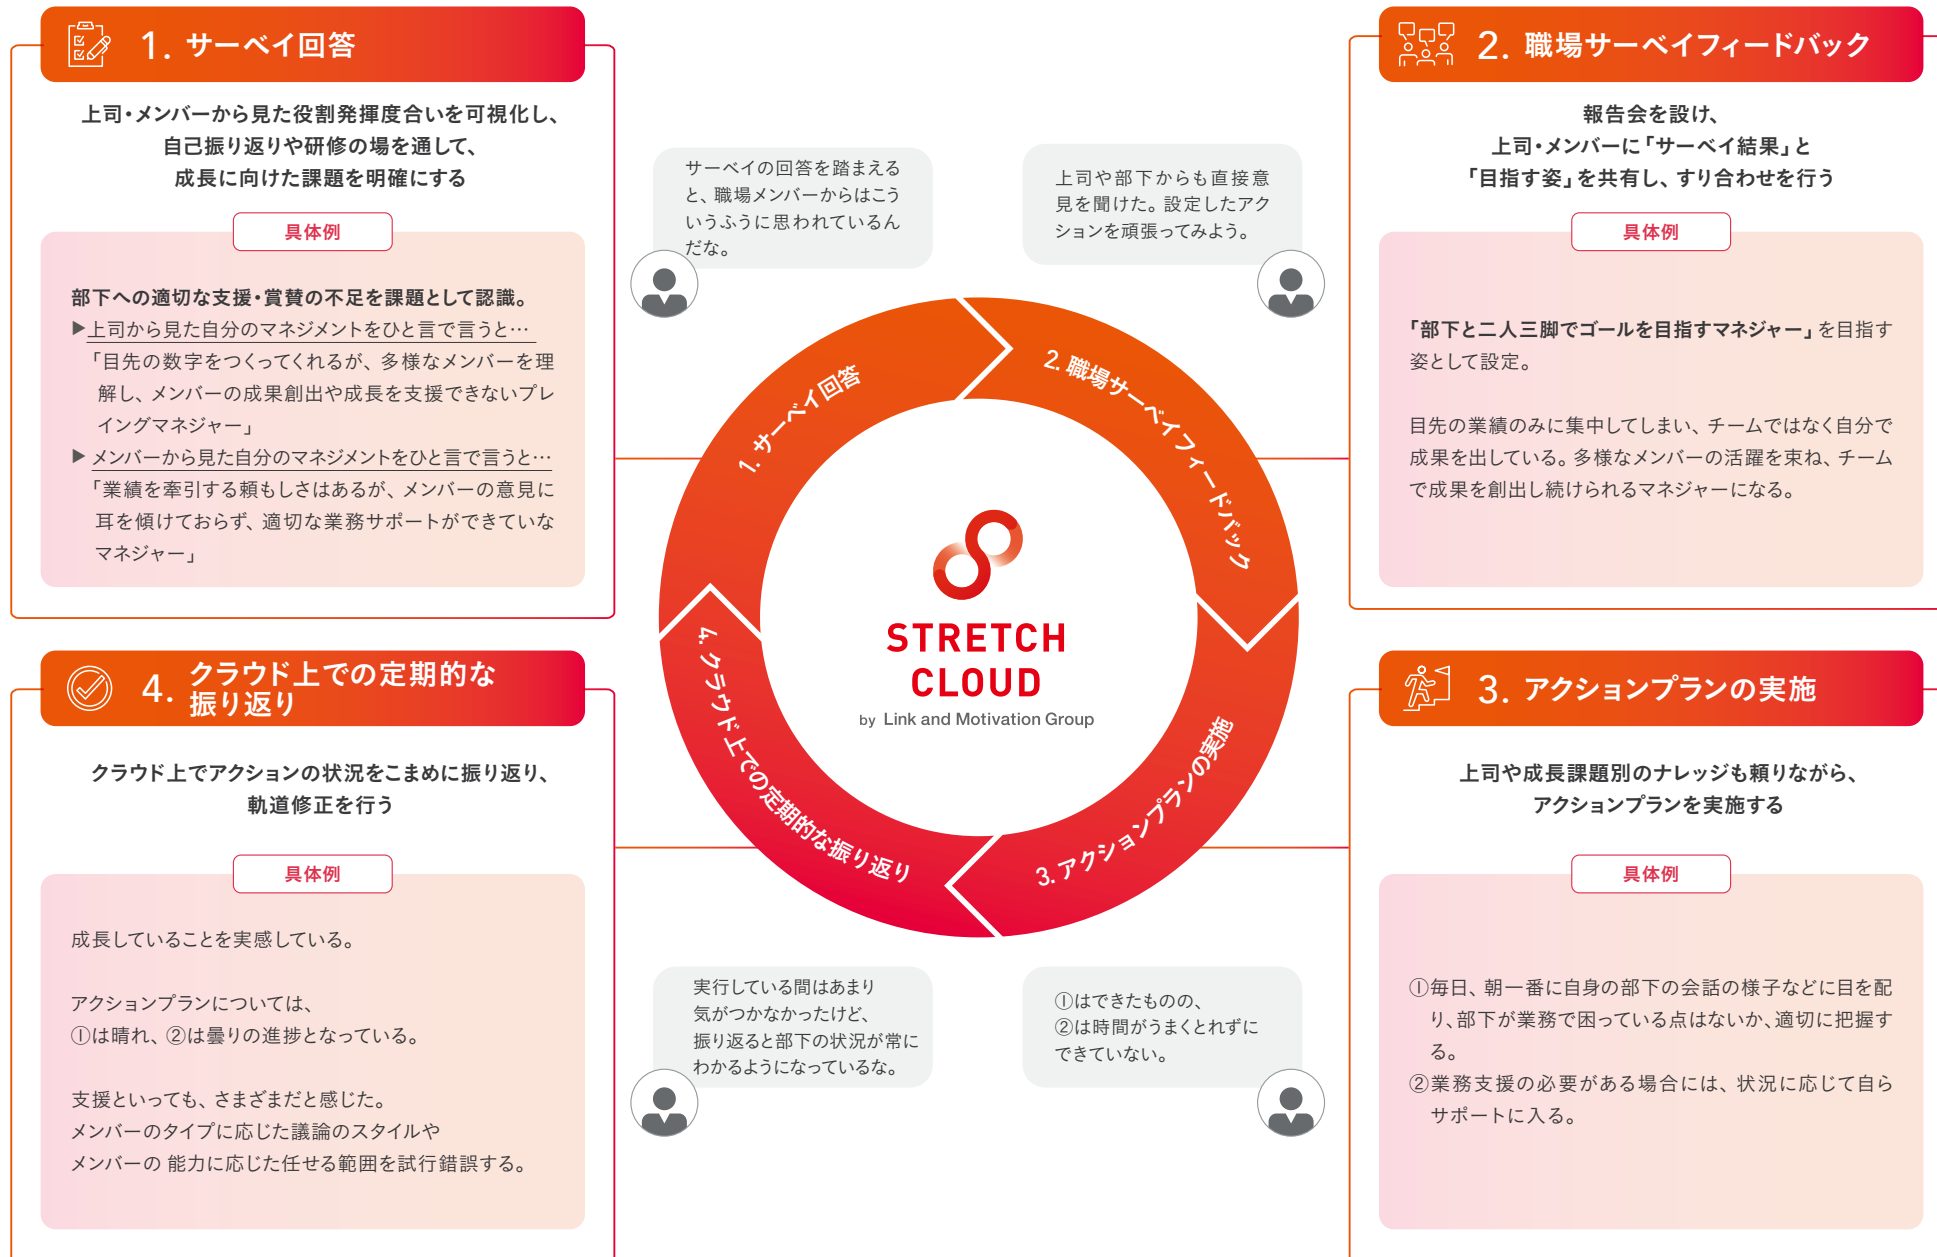 1. サーベイ回答
上司・メンバーから見た役割発揮度合いを可視化し、
自己振り返りや研修の場を通して、
成長に向けた課題を明確にする
具体例
部下への適切な支援・賞賛の不足を課題として認識。
▶上司から見た自分のマネジメントをひと言で言うと…
「目先の数字をつくってくれるが、多様なメンバーを理
解し、メンバーの成果創出や成長を支援できないプレ
イングマネジャー」
▶メンバーから見た自分のマネジメントをひと言で言うと…
「業績を牽引する頼もしさはあるが、メンバーの意見に
耳を傾けておらず、適切な業務サポートができていな
マネジャー」
サーベイの回答を踏まえる
と、職場メンバーからはこう
いうふうに思われているん
だな。
上司や部下からも直接意
見を聞けた。設定したアク
ションを頑張ってみよう。
2. 職場サーベイフィードバック
報告会を設け、
上司・メンバーに「サーベイ結果」と
「目指す姿」を共有し、すり合わせを行う
具体例
「部下と二人三脚でゴールを目指すマネジャー」を目指す
姿として設定。
目先の業績のみに集中してしまい、チームではなく自分で
成果を出している。多様なメンバーの活躍を束ね、チーム
で成果を創出し続けられるマネジャーになる。
1. サーベイ回答
2. 職場サーベイフィードバック
3. アクションプランの実施
4. クラウド上での定期的な振り返り
STRETCH
CLOUD
by Link and Motivation Group
4. クラウド上での定期的な
振り返り
クラウド上でアクションの状況をこまめに振り返り、
軌道修正を行う
具体例
成長していることを実感している。
アクションプランについては、
①は晴れ、②は曇りの進捗となっている。
支援といっても、さまざまだと感じた。
メンバーのタイプに応じた議論のスタイルや
メンバーの 能力に応じた任せる範囲を試行錯誤する。
実行している間はあまり
気がつかなかったけど、
振り返ると部下の状況が常に
わかるようになっているな。
①はできたものの、
②は時間がうまくとれずに
できていない。
3. アクションプランの実施
上司や成長課題別のナレッジも頼りながら、
アクションプランを実施する
具体例
①毎日、朝一番に自身の部下の会話の様子などに目を配
り、部下が業務で困っている点はないか、適切に把握す
る。
②業務支援の必要がある場合には、状況に応じて自ら
サポートに入る。